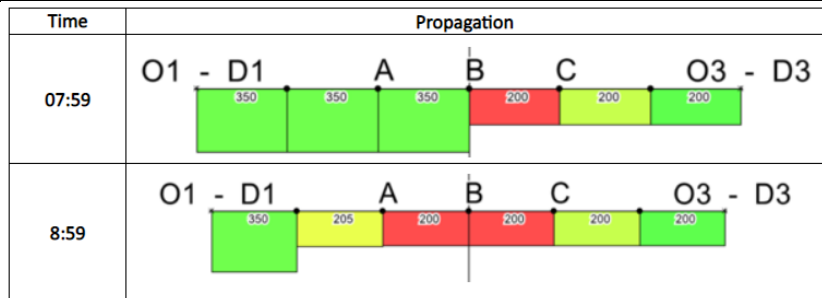 Time Propagation
07:59
O1 - D1 A B C O3 - D3
350 350 350 200 200 200
8:59
O1 - D1 A B C O3 - D3
350 205 200 200 200 200